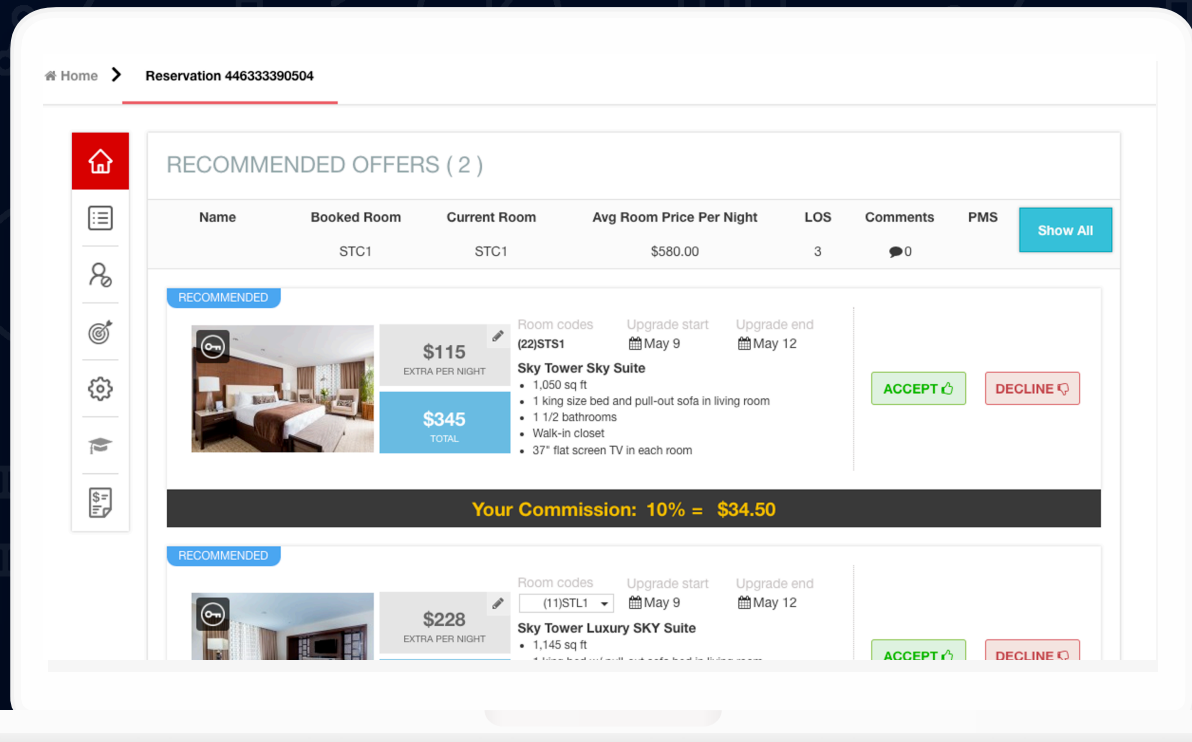 Home
Reservation 446333390504
RECOMMENDED OFFERS ( 2 )
Name Booked Room Current Room Avg Room Price Per Night LOS Comments PMS
Show All
STC1 STC1 $580.00 3 0
RECOMMENDED
$115
EXTRA PER NIGHT
$345
TOTAL
Room codes Upgrade start Upgrade end
(22)STS1 May 9 May 12
Sky Tower Sky Suite
• 1,050 sq ft
• 1 king size bed and pull-out sofa in living room
• 1 1/2 bathrooms
• Walk-in closet
• 37" flat screen TV in each room
ACCEPT DECLINE
Your Commission: 10% = $34.50
RECOMMENDED
$228
EXTRA PER NIGHT
Room codes Upgrade start Upgrade end
(11)STL1 May 9 May 12
Sky Tower Luxury SKY Suite
• 1,145 sq ft
ACCEPT DECLINE